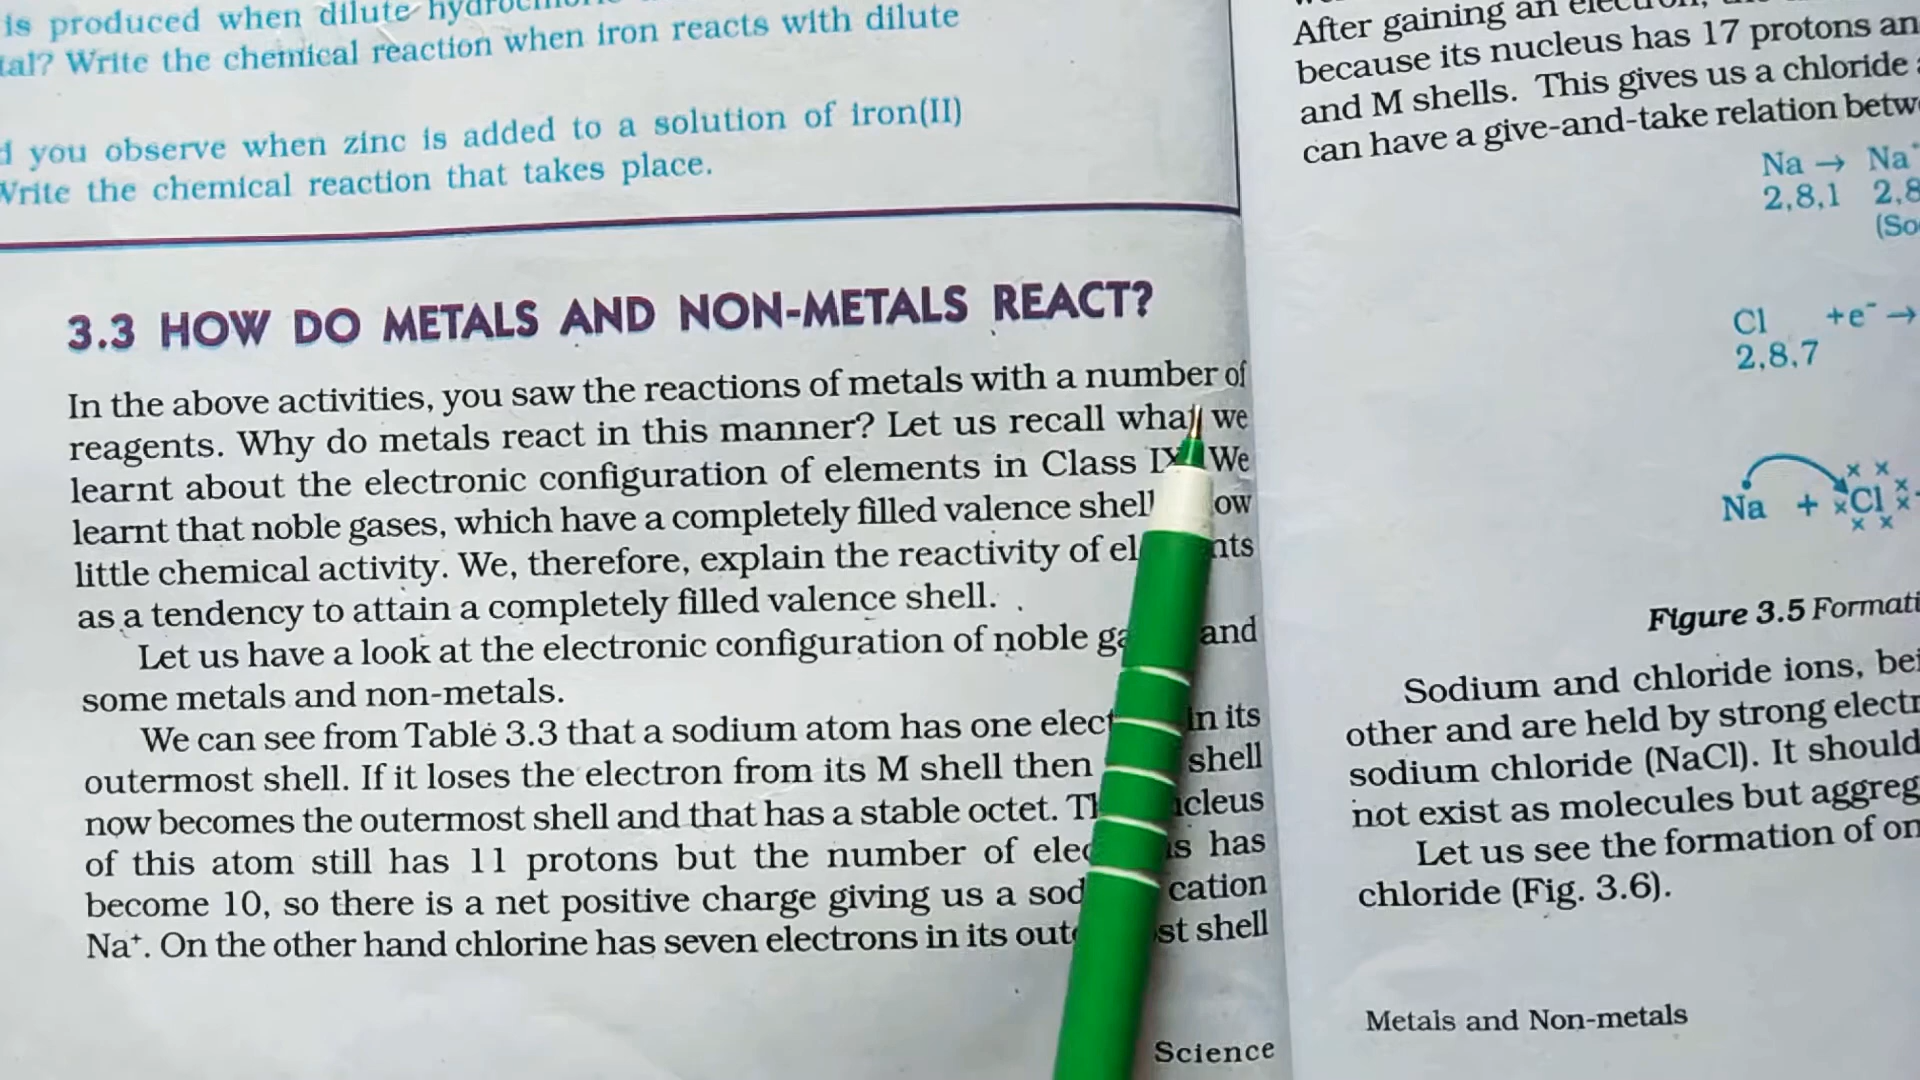 is produced when dilute
Write the chemical reaction when iron reacts with dilute
you observe when zinc is added to a solution of iron(II)
Write the chemical reaction that takes place.
3.3 HOW DO METALS AND NON-METALS REACT?
In the above activities, you saw the reactions of metals with a number of
reagents. Why do metals react in this manner? Let us recall what we
learnt about the electronic configuration of elements in Class IX. We
learnt that noble gases, which have a completely filled valence shell,
little chemical activity. We, therefore, explain the reactivity of
as a tendency to attain a completely filled valence shell.
Let us have a look at the electronic configuration of noble and
some metals and non-metals.
We can see from Table 3.3 that a sodium atom has one in its
outermost shell. If it loses the electron from its M shell then shell
now becomes the outermost shell and that has a stable octet.
of this atom still has 11 protons but the number of has
become 10, so there is a net positive charge giving us a cation
Na⁺. On the other hand chlorine has seven electrons in its shell
Science
After gaining an
because its nucleus has 17 protons
and M shells. This gives us a chloride
can have a give-and-take relation
Na → Na⁺
2,8,1 2,8
Cl +e⁻ →
2,8,7
Na + Cl
Figure 3.5
Sodium and chloride ions,
other and are held by strong
sodium chloride (NaCl). It should
not exist as molecules but
Let us see the formation of
chloride (Fig. 3.6).
Metals and Non-metals